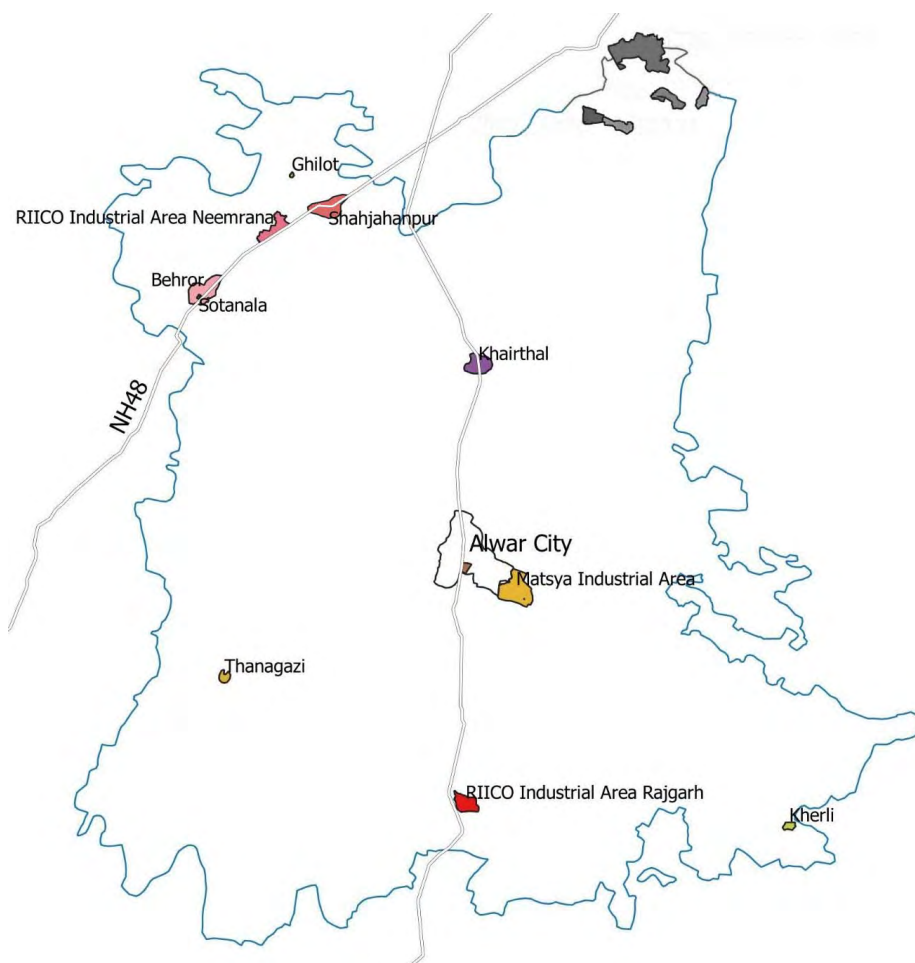 Ghilot
RIICO Industrial Area Neemrana
Shahjahanpur
Behror
Sotanala
Khairthal
NH48
Alwar City
Matsya Industrial Area
Thanagazi
RIICO Industrial Area Rajgarh
Kherli